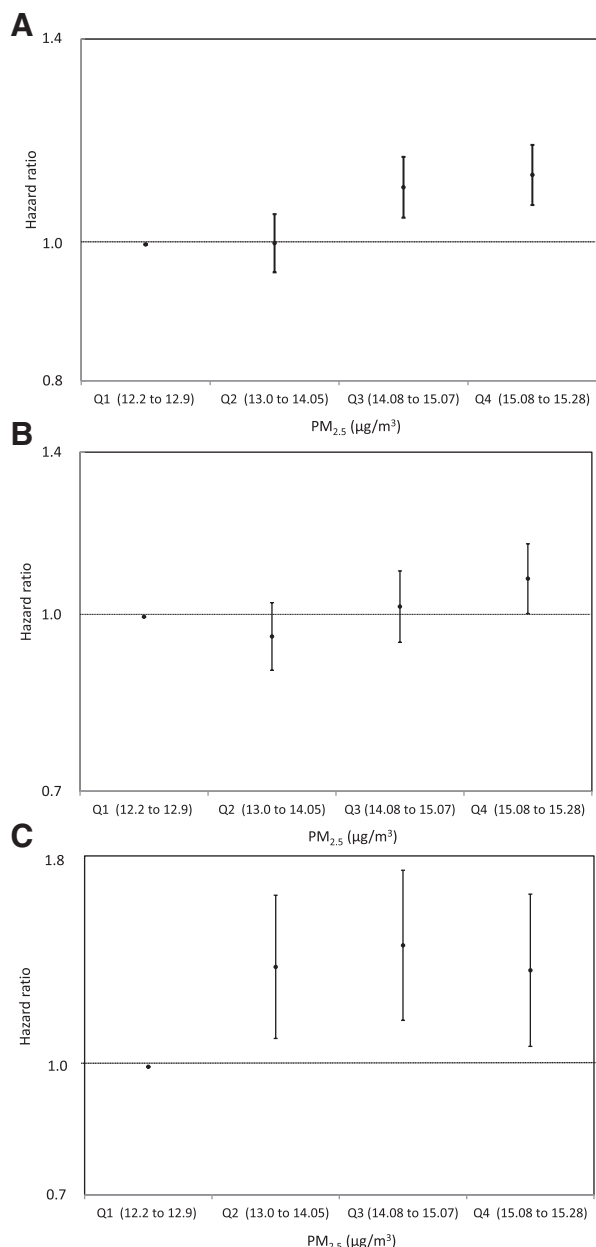 A
1.4
Hazard ratio
1.0
0.8
Q1 (12.2 to 12.9) Q2 (13.0 to 14.05) Q3 (14.08 to 15.07) Q4 (15.08 to 15.28)
PM2.5 (µg/m³)
B
1.4
Hazard ratio
1.0
0.7
Q1 (12.2 to 12.9) Q2 (13.0 to 14.05) Q3 (14.08 to 15.07) Q4 (15.08 to 15.28)
PM2.5 (µg/m³)
C
1.8
Hazard ratio
1.0
0.7
Q1 (12.2 to 12.9) Q2 (13.0 to 14.05) Q3 (14.08 to 15.07) Q4 (15.08 to 15.28)
PM2.5 (µg/m³)